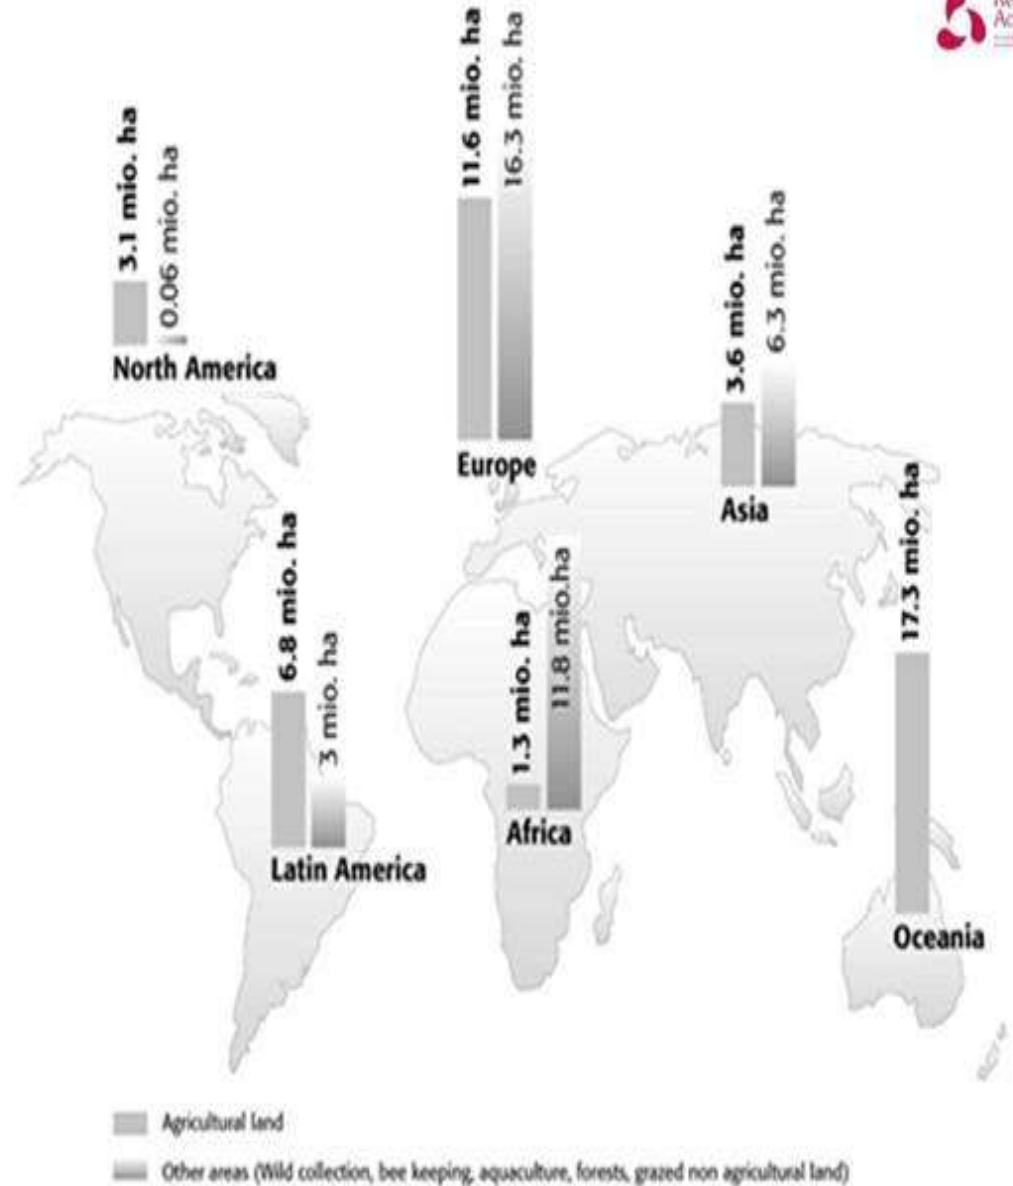 3.1 mio. ha
0.06 mio. ha
North America
11.6 mio. ha
16.3 mio. ha
Europe
3.6 mio. ha
6.3 mio. ha
Asia
6.8 mio. ha
3 mio. ha
Latin America
1.3 mio. ha
11.8 mio.ha
Africa
17.3 mio. ha
Oceania
Agricultural land
Other areas (Wild collection, bee keeping, aquaculture, forests, grazed non agricultural land)